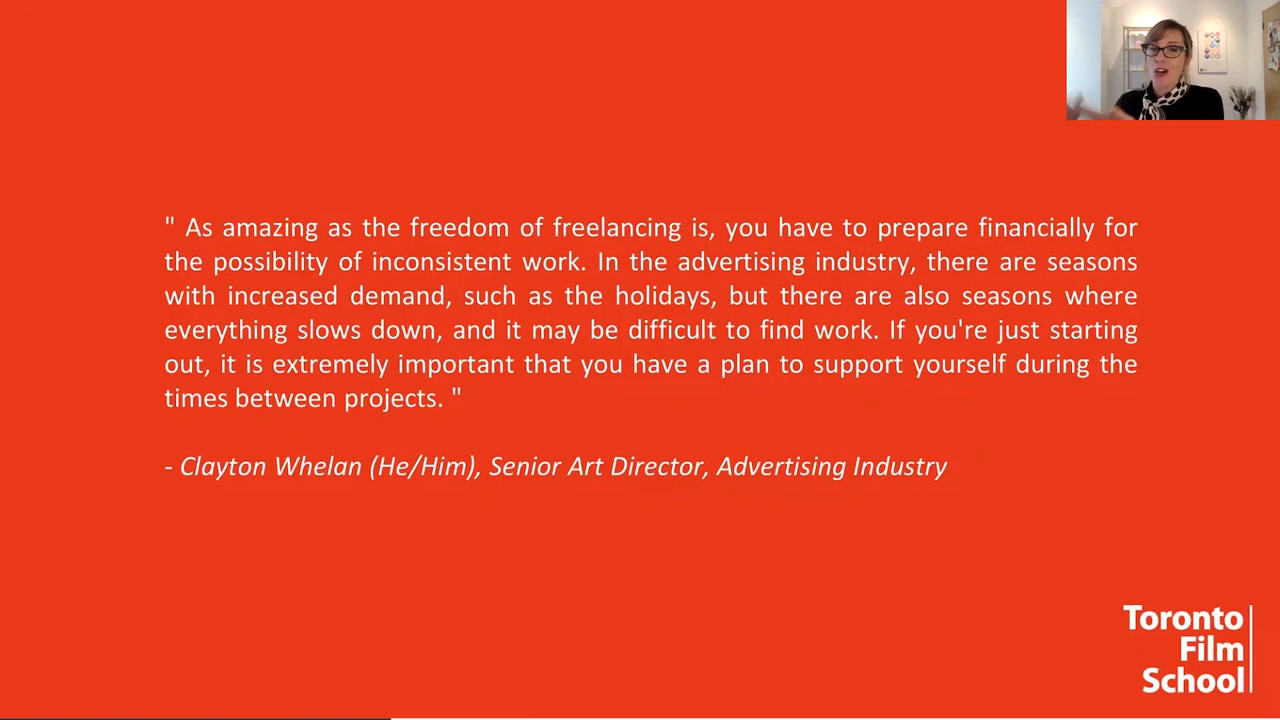 " As amazing as the freedom of freelancing is, you have to prepare financially for
the possibility of inconsistent work. In the advertising industry, there are seasons
with increased demand, such as the holidays, but there are also seasons where
everything slows down, and it may be difficult to find work. If you're just starting
out, it is extremely important that you have a plan to support yourself during the
times between projects. "
- Clayton Whelan (He/Him), Senior Art Director, Advertising Industry
Toronto
Film
School